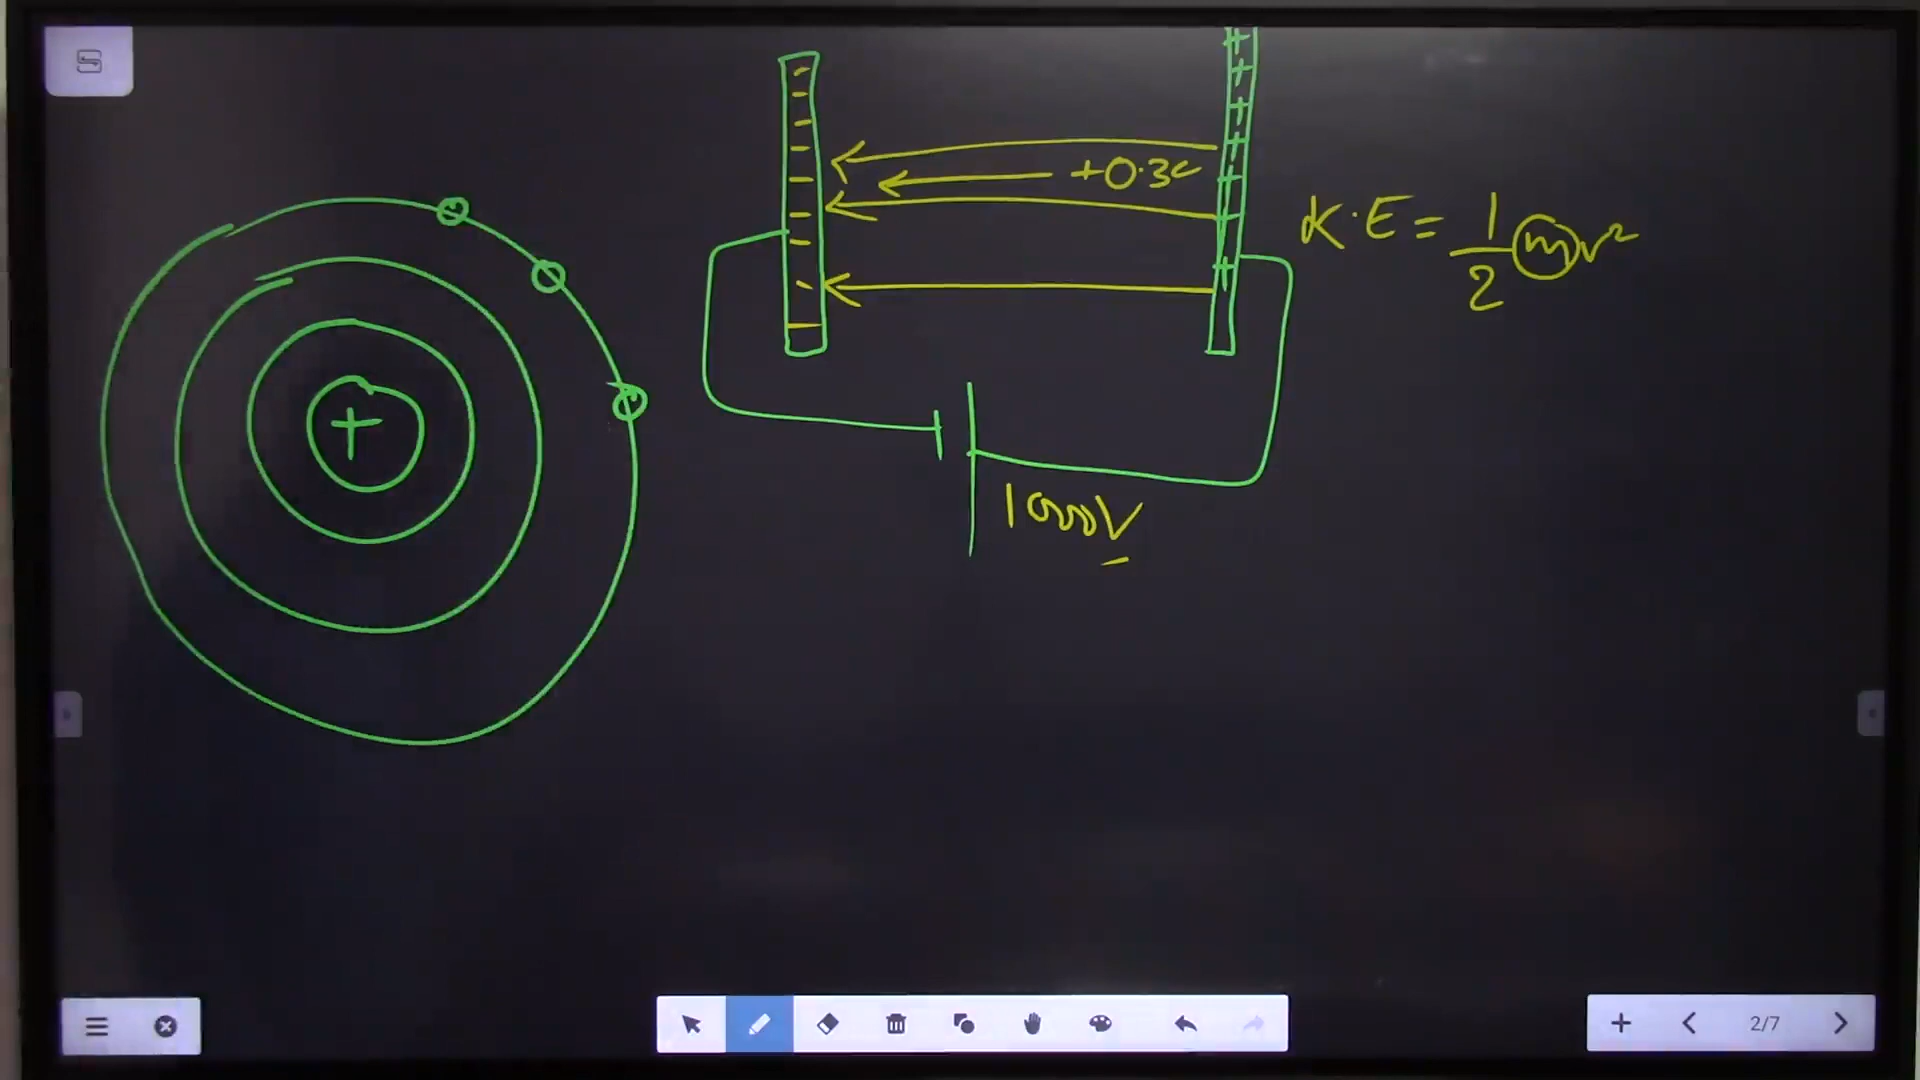 +0.3c
K.E = 1/2 mv²
1000V
2/7